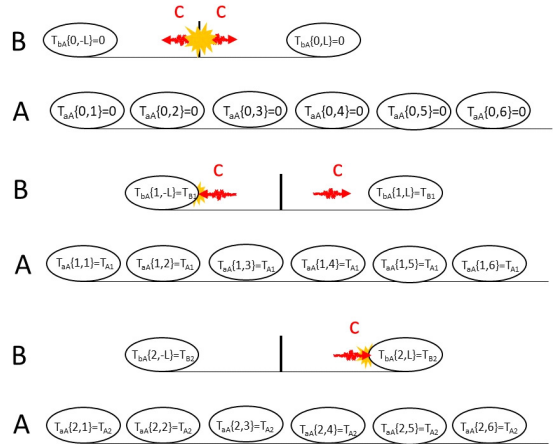 C C
B T_bA{0,-L}=0 T_bA{0,L}=0
A T_aA{0,1}=0 T_aA{0,2}=0 T_aA{0,3}=0 T_aA{0,4}=0 T_aA{0,5}=0 T_aA{0,6}=0
C C
B T_bA{1,-L}=T_B1 T_bA{1,L}=T_B1
A T_aA{1,1}=T_A1 T_aA{1,2}=T_A1 T_aA{1,3}=T_A1 T_aA{1,4}=T_A1 T_aA{1,5}=T_A1 T_aA{1,6}=T_A1
C
B T_bA{2,-L}=T_B2 T_bA{2,L}=T_B2
A T_aA{2,1}=T_A2 T_aA{2,2}=T_A2 T_aA{2,3}=T_A2 T_aA{2,4}=T_A2 T_aA{2,5}=T_A2 T_aA{2,6}=T_A2